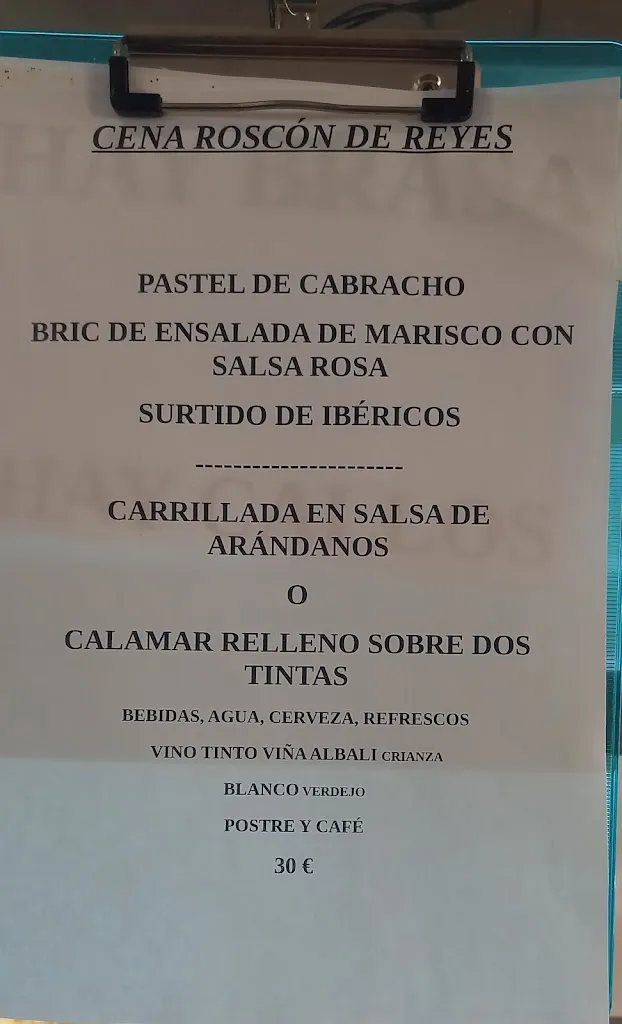 CENA ROSCÓN DE REYES
PASTEL DE CABRACHO
BRIC DE ENSALADA DE MARISCO CON
SALSA ROSA
SURTIDO DE IBÉRICOS
----------------------
CARRILLADA EN SALSA DE
ARÁNDANOS
O
CALAMAR RELLENO SOBRE DOS
TINTAS
BEBIDAS, AGUA, CERVEZA, REFRESCOS
VINO TINTO VIÑA ALBALI CRIANZA
BLANCO VERDEJO
POSTRE Y CAFÉ
30 €